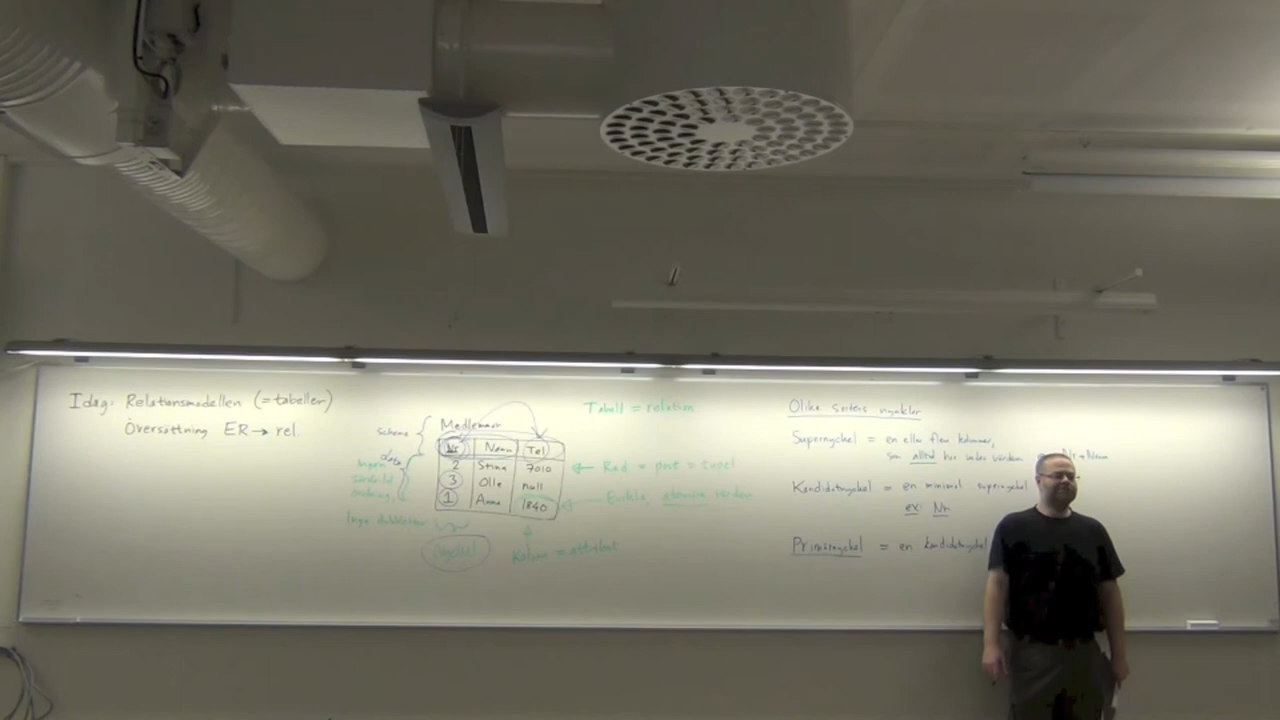 Idag: Relationsmodellen (= tabeller)
Översättning ER → rel.
Schema
data
Ingen
särskild
ordning,
Inga dubbletter
Nyckel
Medlemmar
Nr Namn Tel
2 Stina 7010
3 Olle null
1 Anna 1840
Kolumn = attribut
Tabell = relation
← Rad = post = tupel
Enkla, atomära värden
Olika sorters nycklar
Supernyckel = en eller flera kolumner,
som alltid har unika värden Nr+Namn
Kandidatnyckel = en minimal supernyckel
ex: Nr
Primärnyckel = en kandidatnyckel